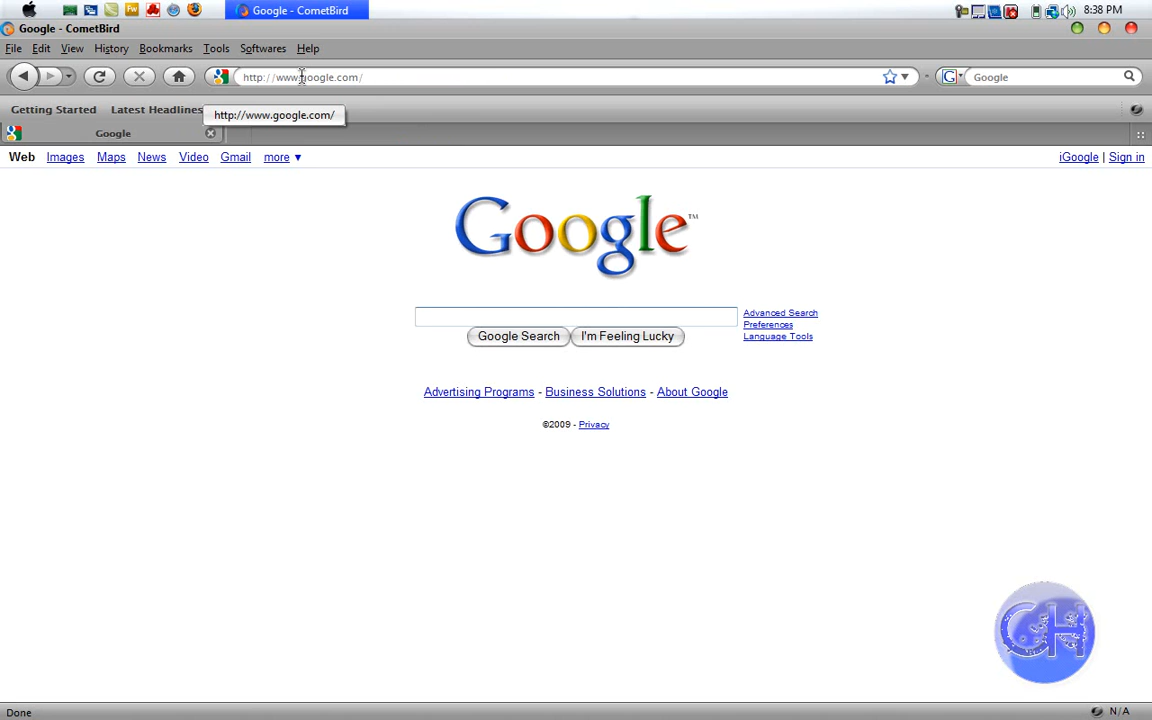 Google - CometBird 8:38 PM
Google - CometBird
File Edit View History Bookmarks Tools Softwares Help
http://www.google.com/ Google
Getting Started Latest Headlines
http://www.google.com/
Google
Web Images Maps News Video Gmail more ▼ iGoogle | Sign in
Google™
Advanced Search
Preferences
Google Search I'm Feeling Lucky Language Tools
Advertising Programs - Business Solutions - About Google
©2009 - Privacy
CH
Done N/A